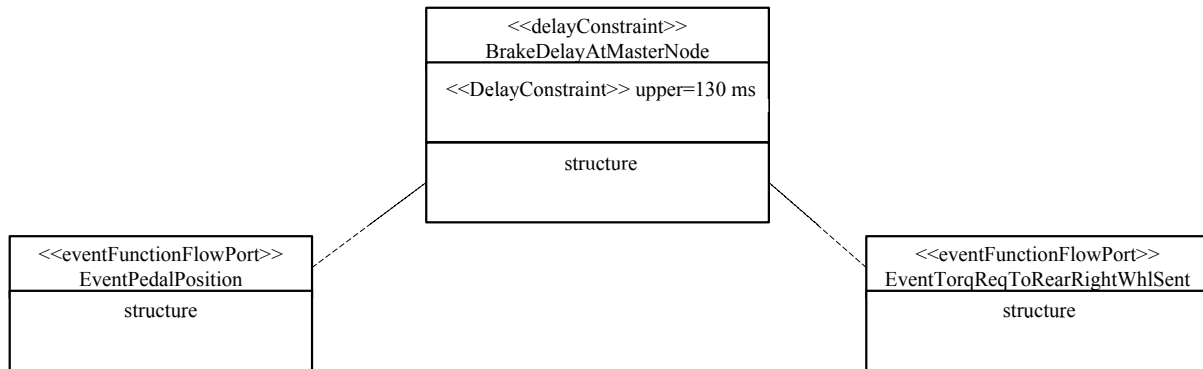 <<delayConstraint>>
BrakeDelayAtMasterNode
<<DelayConstraint>> upper=130 ms
structure
<<eventFunctionFlowPort>>
EventPedalPosition
structure
<<eventFunctionFlowPort>>
EventTorqReqToRearRightWhlSent
structure